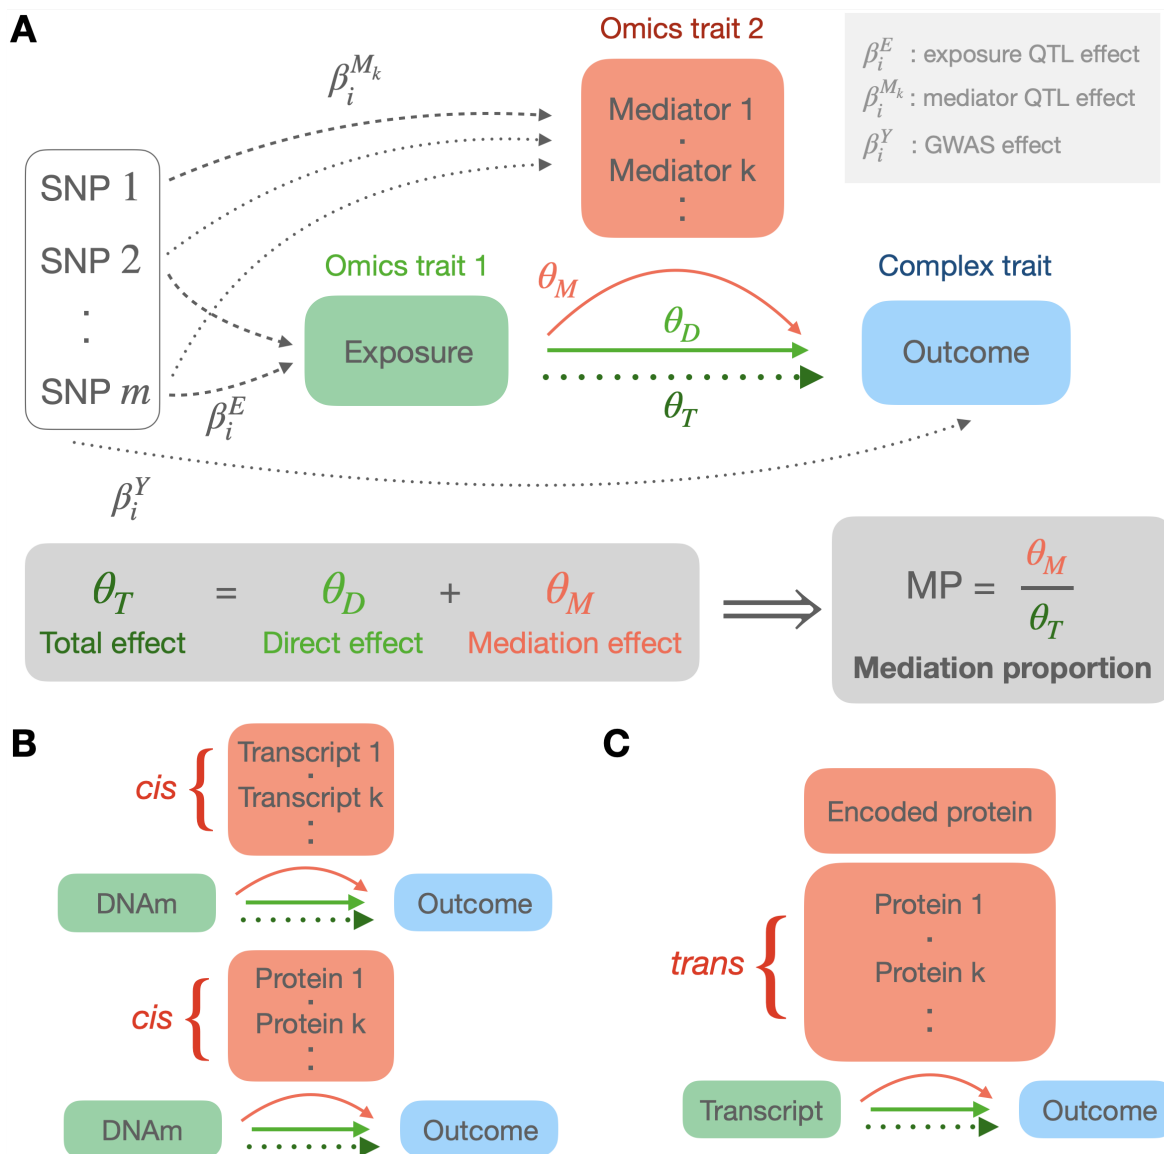 A
Omics trait 2
β_i^{M_k}
Mediator 1
.
Mediator k
:
β_i^E : exposure QTL effect
β_i^{M_k} : mediator QTL effect
β_i^Y : GWAS effect
SNP 1
SNP 2
.
.
SNP m
Omics trait 1
Exposure
θ_M
θ_D
θ_T
Complex trait
Outcome
β_i^E
β_i^Y
θ_T = θ_D + θ_M
Total effect Direct effect Mediation effect
MP = θ_M / θ_T
Mediation proportion
B
cis {
Transcript 1
.
Transcript k
:
DNAm
Outcome
cis {
Protein 1
.
Protein k
:
DNAm
Outcome
C
Encoded protein
trans {
Protein 1
.
Protein k
:
Transcript
Outcome